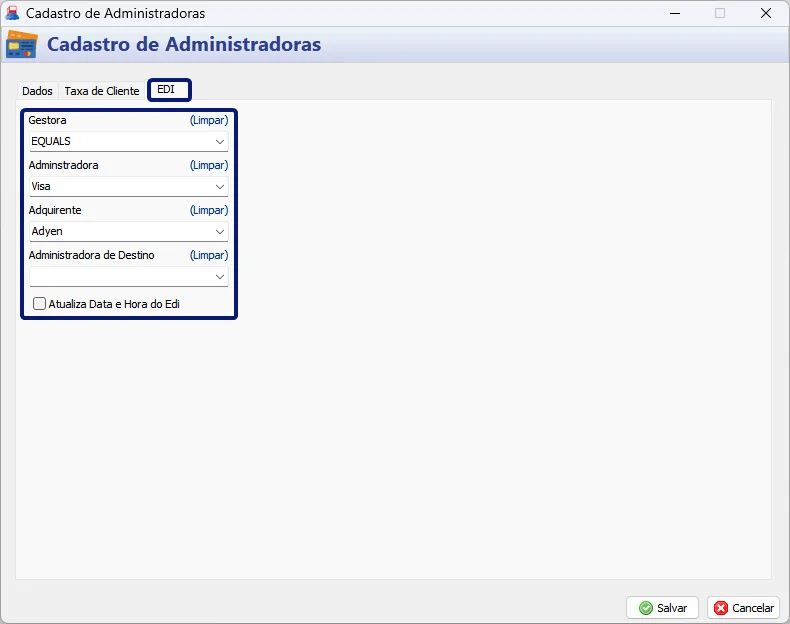 Cadastro de Administradoras
Cadastro de Administradoras
Dados Taxa de Cliente EDI
Gestora (Limpar)
EQUALS
Adminstradora (Limpar)
Visa
Adquirente (Limpar)
Adyen
Administradora de Destino (Limpar)
Atualiza Data e Hora do Edi
Salvar Cancelar